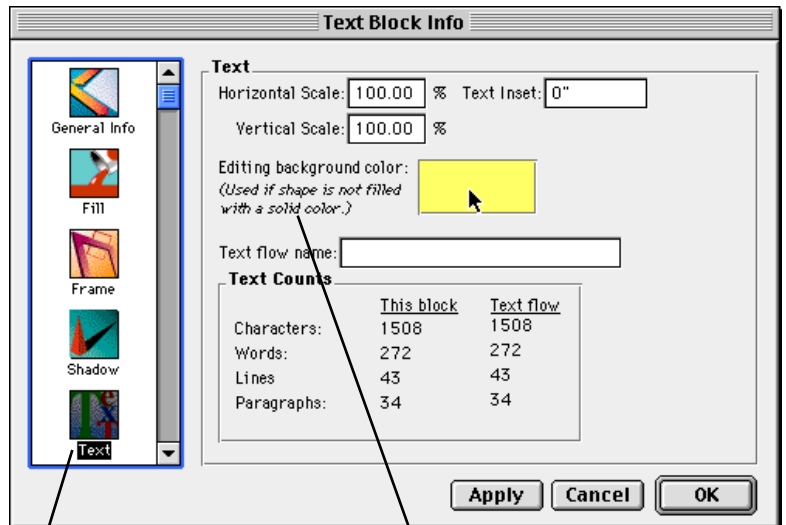 Text Block Info
General Info
Fill
Frame
Shadow
Text
Text
Horizontal Scale: 100.00 % Text Inset: 0"
Vertical Scale: 100.00 %
Editing background color:
(Used if shape is not filled
with a solid color.)
Text flow name:
Text Counts
This block Text flow
Characters: 1508 1508
Words: 272 272
Lines 43 43
Paragraphs: 34 34
Apply Cancel OK